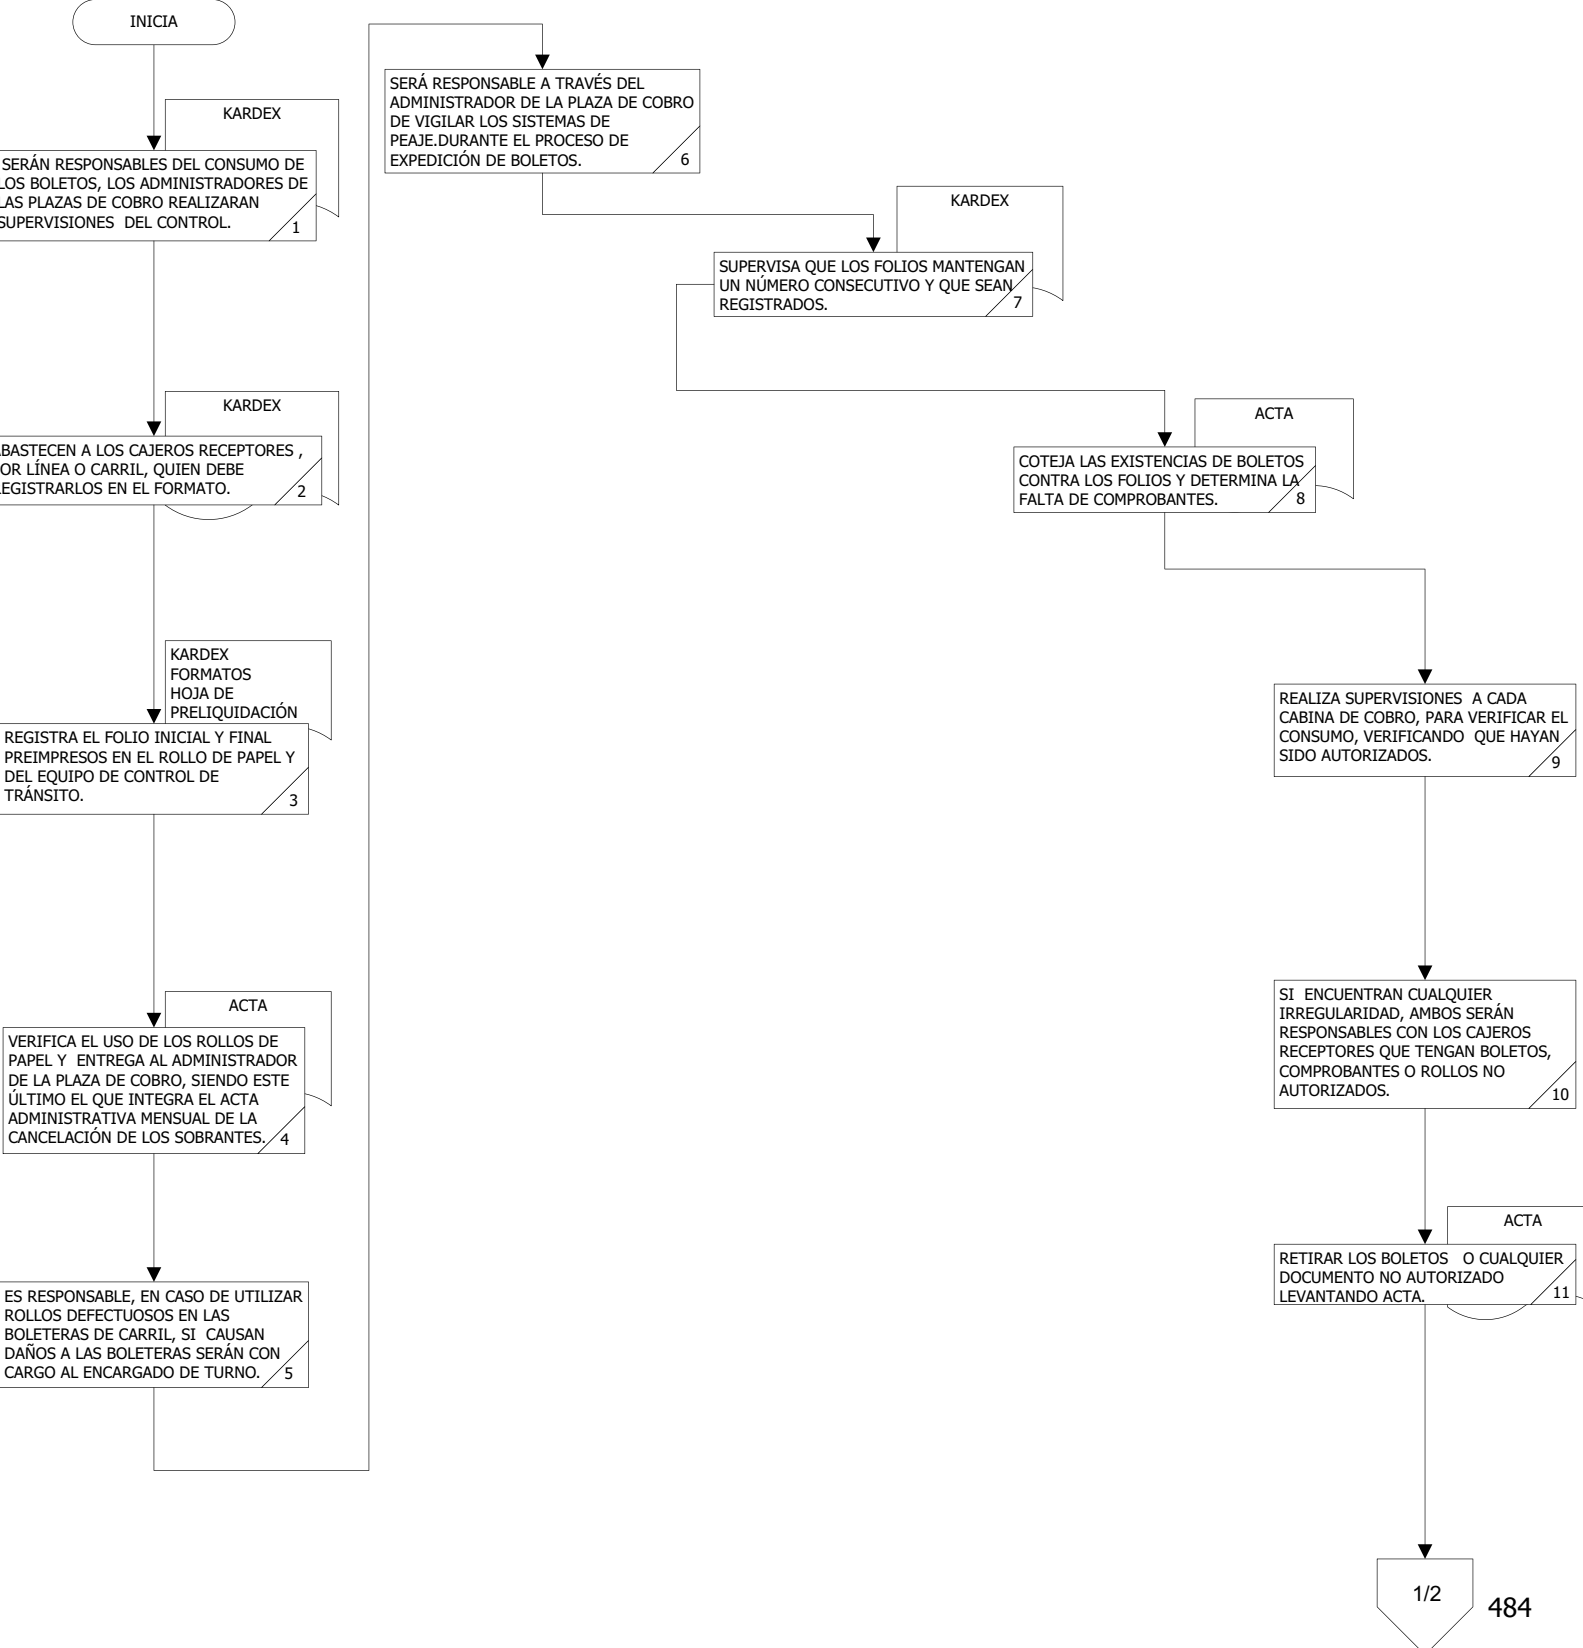 INICIA
KARDEX
SERÁN RESPONSABLES DEL CONSUMO DE
LOS BOLETOS, LOS ADMINISTRADORES DE
LAS PLAZAS DE COBRO REALIZARAN
SUPERVISIONES DEL CONTROL.
1
KARDEX
ABASTECEN A LOS CAJEROS RECEPTORES ,
POR LÍNEA O CARRIL, QUIEN DEBE
REGISTRARLOS EN EL FORMATO.
2
KARDEX
FORMATOS
HOJA DE
PRELIQUIDACIÓN
REGISTRA EL FOLIO INICIAL Y FINAL
PREIMPRESOS EN EL ROLLO DE PAPEL Y
DEL EQUIPO DE CONTROL DE
TRÁNSITO.
3
ACTA
VERIFICA EL USO DE LOS ROLLOS DE
PAPEL Y ENTREGA AL ADMINISTRADOR
DE LA PLAZA DE COBRO, SIENDO ESTE
ÚLTIMO EL QUE INTEGRA EL ACTA
ADMINISTRATIVA MENSUAL DE LA
CANCELACIÓN DE LOS SOBRANTES.
4
ES RESPONSABLE, EN CASO DE UTILIZAR
ROLLOS DEFECTUOSOS EN LAS
BOLETERAS DE CARRIL, SI CAUSAN
DAÑOS A LAS BOLETERAS SERÁN CON
CARGO AL ENCARGADO DE TURNO.
5
SERÁ RESPONSABLE A TRAVÉS DEL
ADMINISTRADOR DE LA PLAZA DE COBRO
DE VIGILAR LOS SISTEMAS DE
PEAJE.DURANTE EL PROCESO DE
EXPEDICIÓN DE BOLETOS.
6
KARDEX
SUPERVISA QUE LOS FOLIOS MANTENGAN
UN NÚMERO CONSECUTIVO Y QUE SEAN
REGISTRADOS.
7
ACTA
COTEJA LAS EXISTENCIAS DE BOLETOS
CONTRA LOS FOLIOS Y DETERMINA LA
FALTA DE COMPROBANTES.
8
REALIZA SUPERVISIONES A CADA
CABINA DE COBRO, PARA VERIFICAR EL
CONSUMO, VERIFICANDO QUE HAYAN
SIDO AUTORIZADOS.
9
SI ENCUENTRAN CUALQUIER
IRREGULARIDAD, AMBOS SERÁN
RESPONSABLES CON LOS CAJEROS
RECEPTORES QUE TENGAN BOLETOS,
COMPROBANTES O ROLLOS NO
AUTORIZADOS.
10
ACTA
RETIRAR LOS BOLETOS O CUALQUIER
DOCUMENTO NO AUTORIZADO
LEVANTANDO ACTA.
11
1/2
484